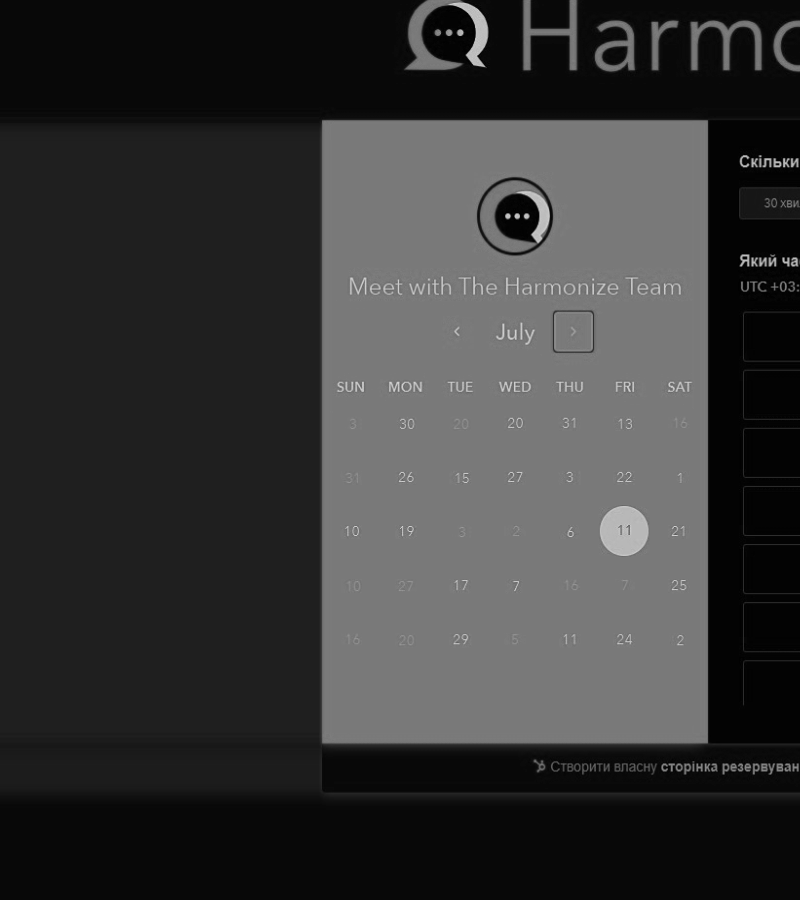 Harmo
Meet with The Harmonize Team
July
SUN MON TUE WED THU FRI SAT
3 30 20 20 31 13 16
31 26 15 27 3 22 1
10 19 3 2 6 11 21
10 27 17 7 16 7 25
16 20 29 5 11 24 2
Скільки
30 хви
Який ча
UTC +03:
Створити власну сторінка резервуван